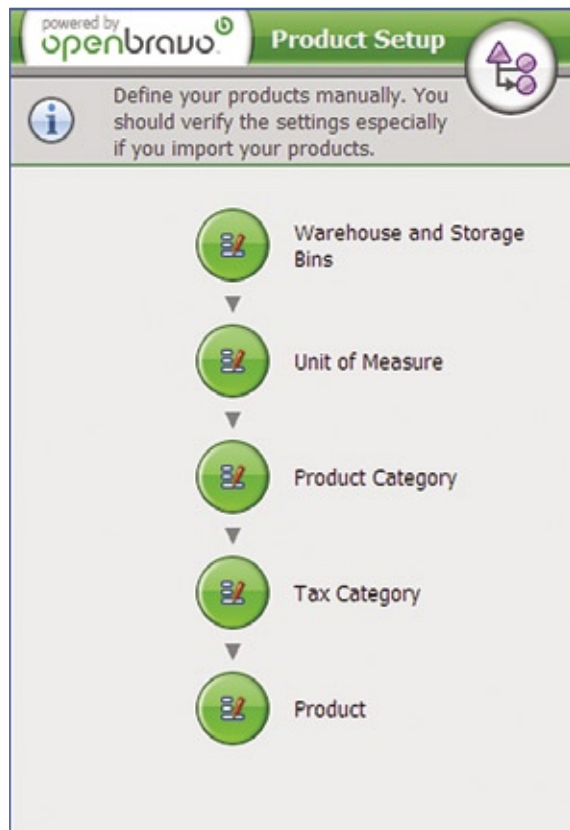 powered by
openbravo
Product Setup
Define your products manually. You
should verify the settings especially
if you import your products.
Warehouse and Storage
Bins
Unit of Measure
Product Category
Tax Category
Product